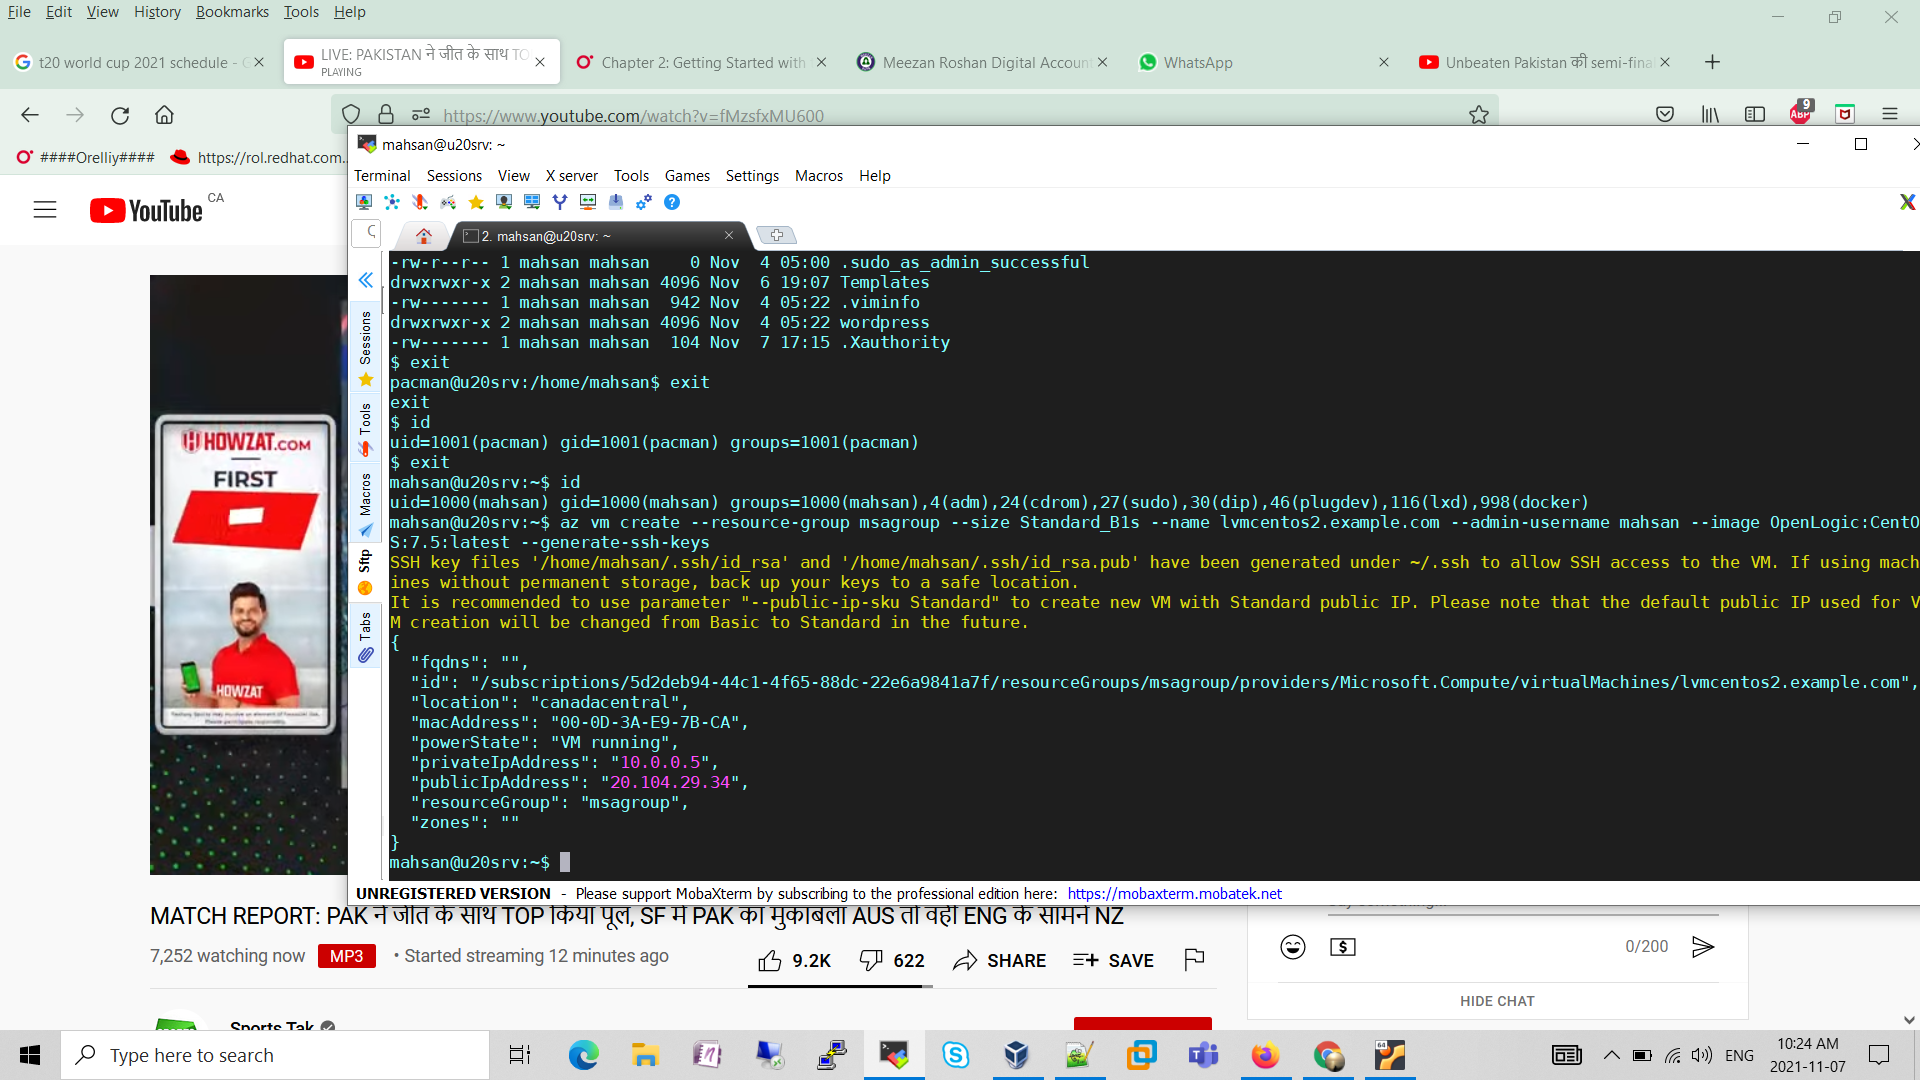 File Edit View History Bookmarks Tools Help
t20 world cup 2021 schedule - G
LIVE: PAKISTAN ने जीत के साथ TO
PLAYING
Chapter 2: Getting Started with
Meezan Roshan Digital Accoun
WhatsApp
Unbeaten Pakistan की semi-fina
https://www.youtube.com/watch?v=fMzsfxMU600
9
ABP
####Orelliy####
https://rol.redhat.com...
mahsan@u20srv: ~
Terminal Sessions View X server Tools Games Settings Macros Help
YouTube CA
2. mahsan@u20srv: ~
Sessions
Tools
Macros
Sftp
Tabs
-rw-r--r-- 1 mahsan mahsan    0 Nov  4 05:00 .sudo_as_admin_successful
drwxrwxr-x 2 mahsan mahsan 4096 Nov  6 19:07 Templates
-rw------- 1 mahsan mahsan  942 Nov  4 05:22 .viminfo
drwxrwxr-x 2 mahsan mahsan 4096 Nov  4 05:22 wordpress
-rw------- 1 mahsan mahsan  104 Nov  7 17:15 .Xauthority
$ exit
pacman@u20srv:/home/mahsan$ exit
exit
$ id
uid=1001(pacman) gid=1001(pacman) groups=1001(pacman)
$ exit
mahsan@u20srv:~$ id
uid=1000(mahsan) gid=1000(mahsan) groups=1000(mahsan),4(adm),24(cdrom),27(sudo),30(dip),46(plugdev),116(lxd),998(docker)
mahsan@u20srv:~$ az vm create --resource-group msagroup --size Standard_B1s --name lvmcentos2.example.com --admin-username mahsan --image OpenLogic:CentO
S:7.5:latest --generate-ssh-keys
SSH key files '/home/mahsan/.ssh/id_rsa' and '/home/mahsan/.ssh/id_rsa.pub' have been generated under ~/.ssh to allow SSH access to the VM. If using mach
ines without permanent storage, back up your keys to a safe location.
It is recommended to use parameter "--public-ip-sku Standard" to create new VM with Standard public IP. Please note that the default public IP used for V
M creation will be changed from Basic to Standard in the future.
{
  "fqdns": "",
  "id": "/subscriptions/5d2deb94-44c1-4f65-88dc-22e6a9841a7f/resourceGroups/msagroup/providers/Microsoft.Compute/virtualMachines/lvmcentos2.example.com",
  "location": "canadacentral",
  "macAddress": "00-0D-3A-E9-7B-CA",
  "powerState": "VM running",
  "privateIpAddress": "10.0.0.5",
  "publicIpAddress": "20.104.29.34",
  "resourceGroup": "msagroup",
  "zones": ""
}
mahsan@u20srv:~$
HOWZAT.COM
FIRST
HOWZAT
UNREGISTERED VERSION - Please support MobaXterm by subscribing to the professional edition here: https://mobaxterm.mobatek.net
MATCH REPORT: PAK ने जीत के साथ TOP किया पूल, SF में PAK का मुकाबला AUS तो वहीं ENG के सामने NZ
7,252 watching now MP3 • Started streaming 12 minutes ago
9.2K 622 SHARE SAVE
0/200
HIDE CHAT
Sports Tak
Type here to search
64
ENG
10:24 AM
2021-11-07